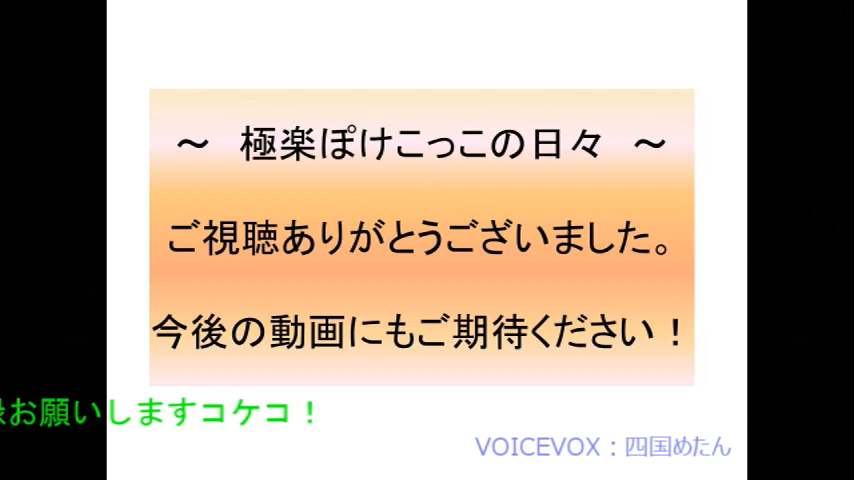 ～ 極楽ぽけこっこの日々 ～
ご視聴ありがとうございました。
今後の動画にもご期待ください！
お願いしますコケコ！
VOICEVOX：四国めたん